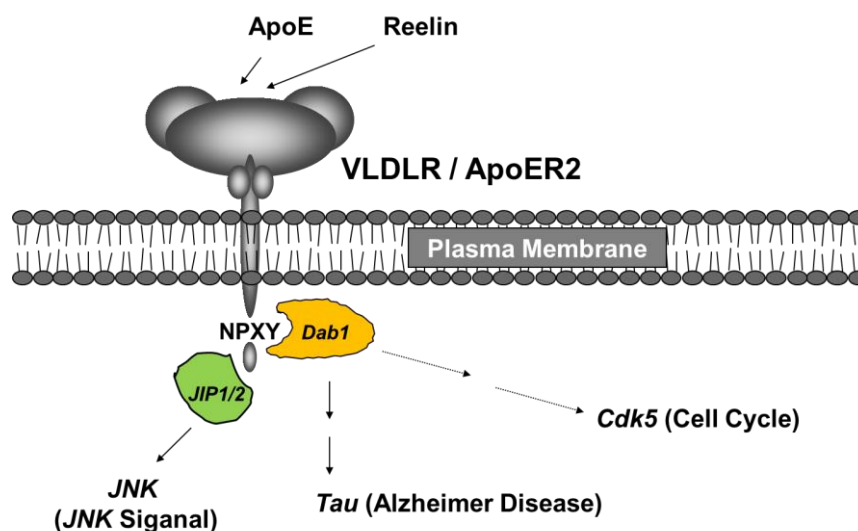 ApoE Reelin
VLDLR / ApoER2
Plasma Membrane
NPXY Dab1
JIP1/2
Cdk5 (Cell Cycle)
JNK
(JNK Siganal)
Tau (Alzheimer Disease)